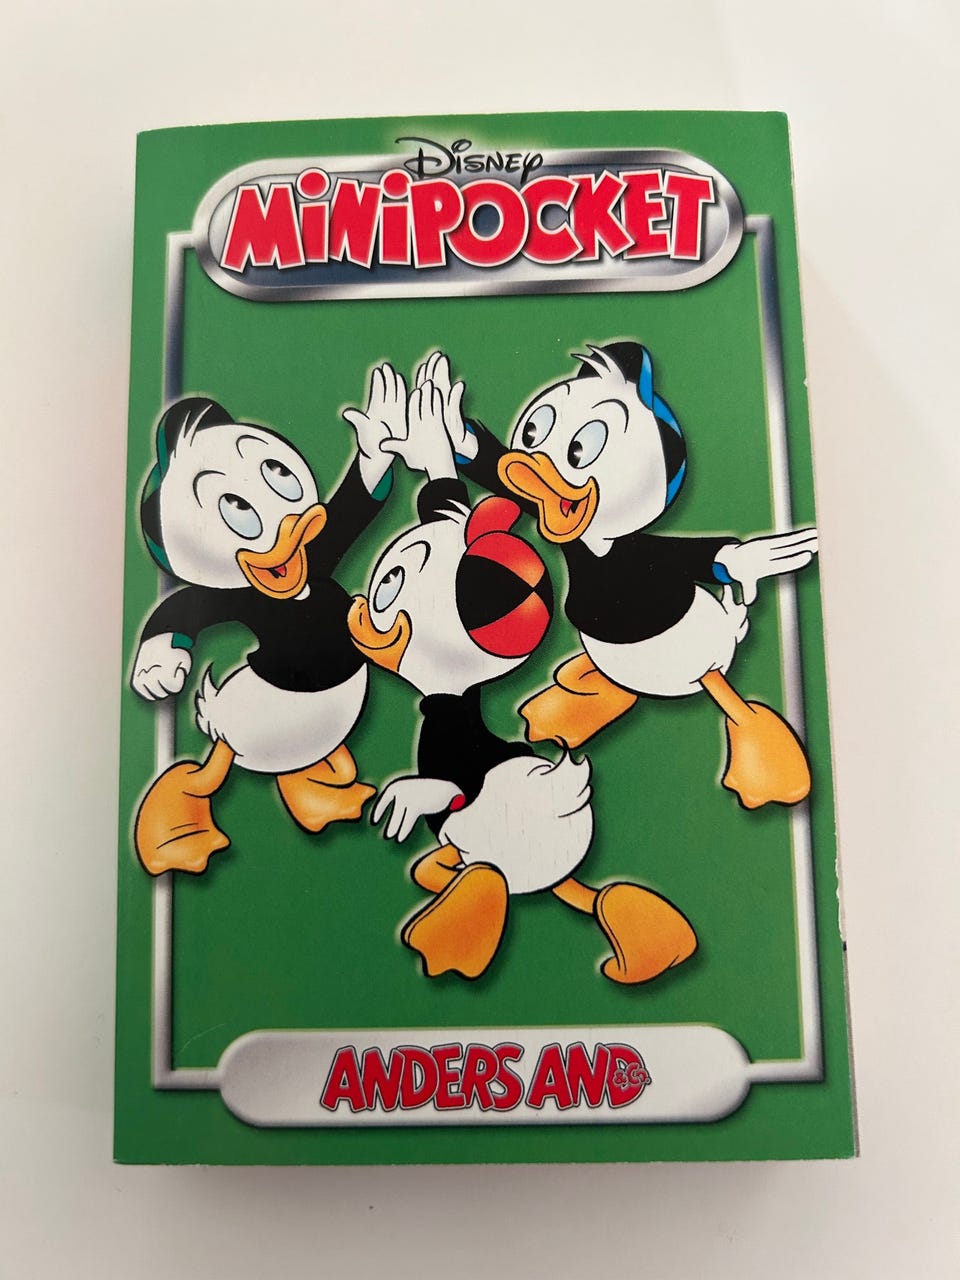 Disney
MiNiPOCKET
ANDERS AND
&Co.